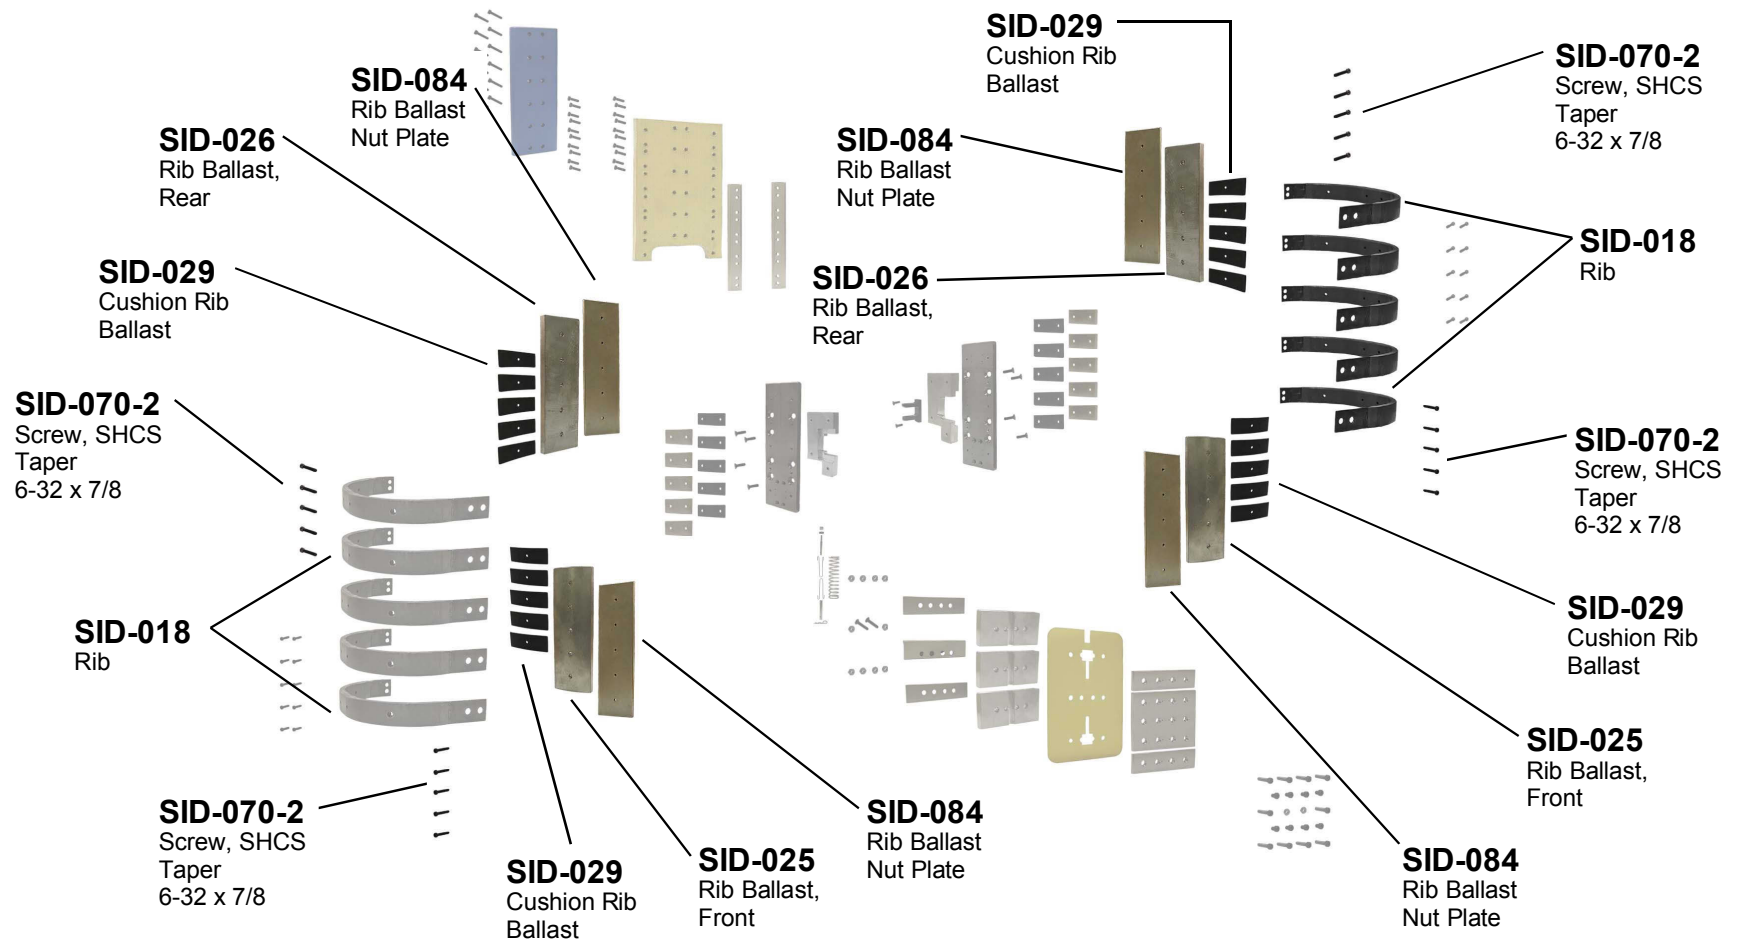 SID-029
Cushion Rib
Ballast
SID-070-2
Screw, SHCS
Taper
6-32 x 7/8
SID-084
Rib Ballast
Nut Plate
SID-026
Rib Ballast,
Rear
SID-084
Rib Ballast
Nut Plate
SID-018
Rib
SID-029
Cushion Rib
Ballast
SID-026
Rib Ballast,
Rear
SID-070-2
Screw, SHCS
Taper
6-32 x 7/8
SID-070-2
Screw, SHCS
Taper
6-32 x 7/8
SID-018
Rib
SID-029
Cushion Rib
Ballast
SID-025
Rib Ballast,
Front
SID-070-2
Screw, SHCS
Taper
6-32 x 7/8
SID-084
Rib Ballast
Nut Plate
SID-029
Cushion Rib
Ballast
SID-025
Rib Ballast,
Front
SID-084
Rib Ballast
Nut Plate